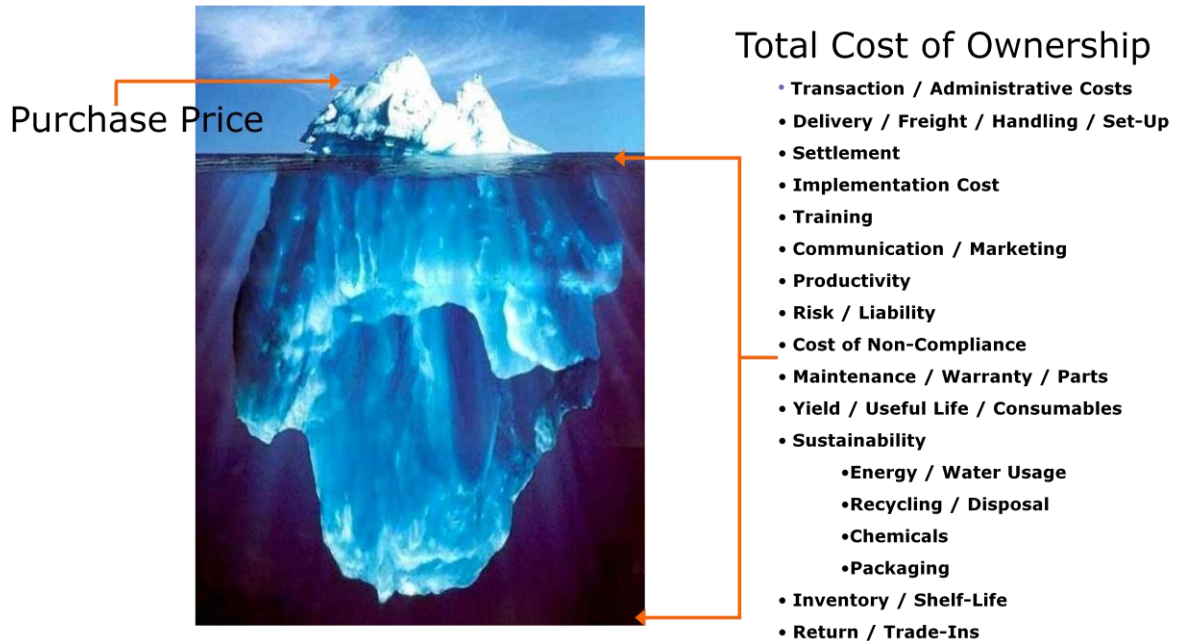 Total Cost of Ownership
Purchase Price
• Transaction / Administrative Costs
• Delivery / Freight / Handling / Set-Up
• Settlement
• Implementation Cost
• Training
• Communication / Marketing
• Productivity
• Risk / Liability
• Cost of Non-Compliance
• Maintenance / Warranty / Parts
• Yield / Useful Life / Consumables
• Sustainability
•Energy / Water Usage
•Recycling / Disposal
•Chemicals
•Packaging
• Inventory / Shelf-Life
• Return / Trade-Ins